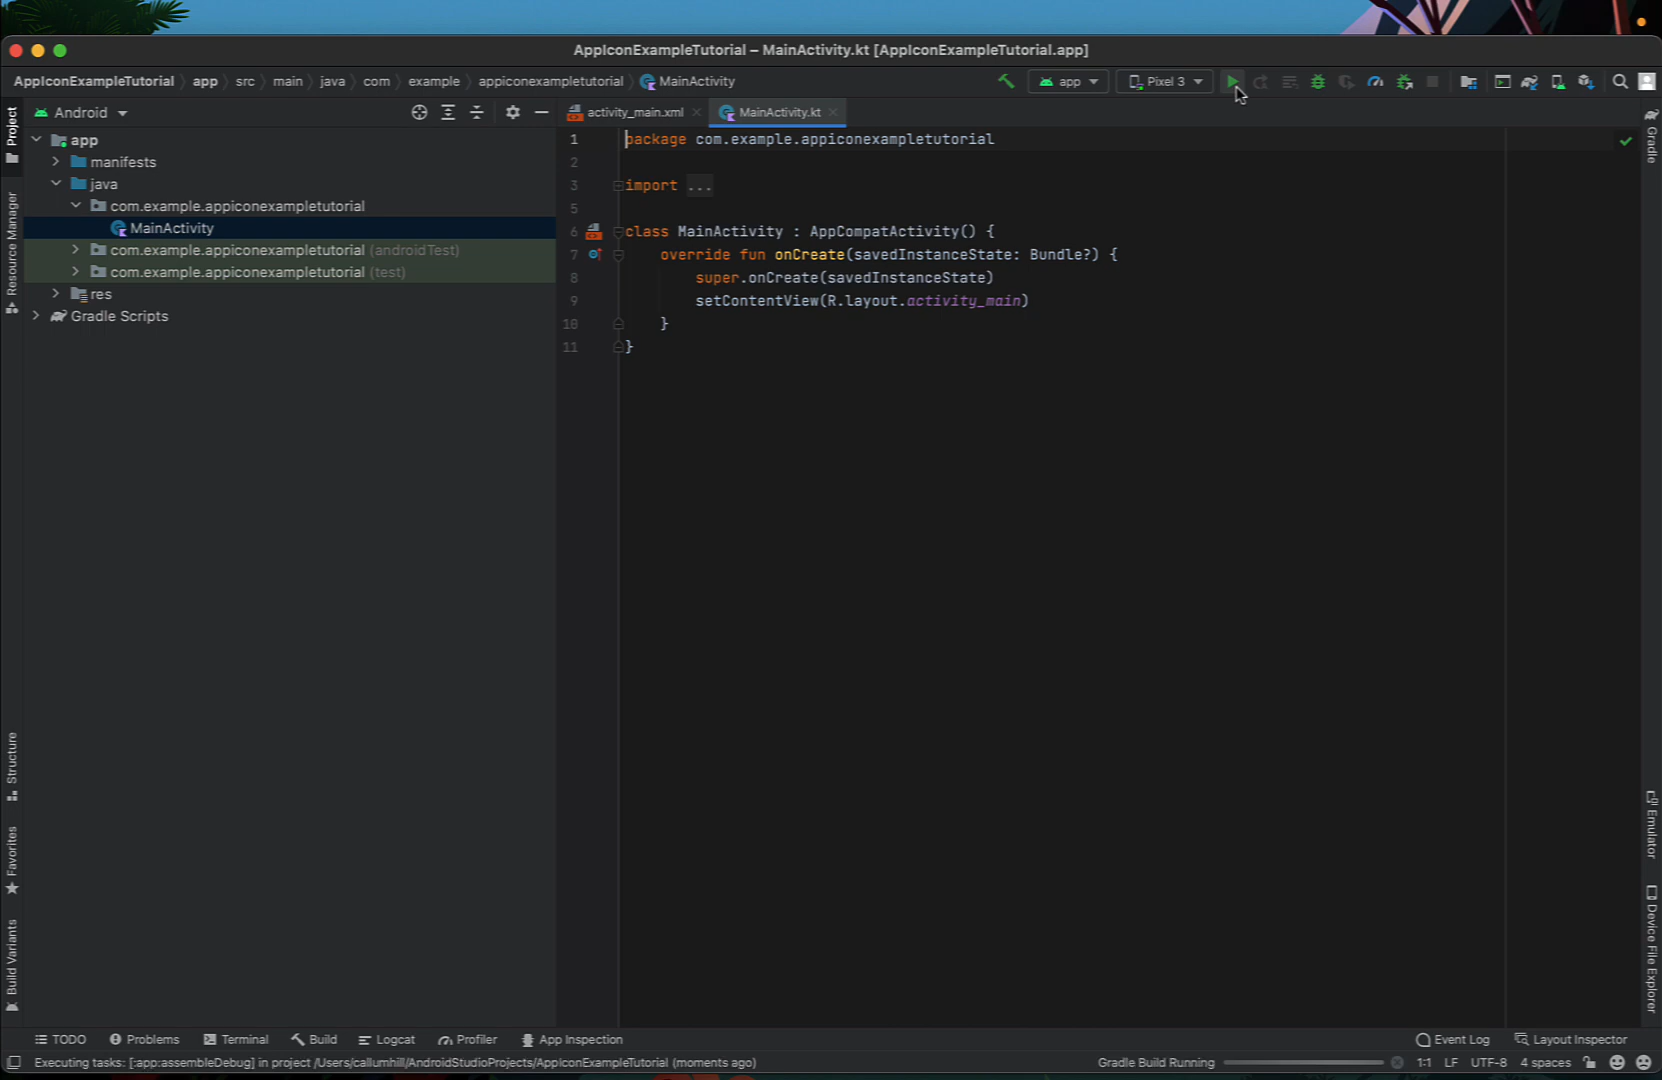 AppIconExampleTutorial – MainActivity.kt [AppIconExampleTutorial.app]
AppIconExampleTutorial app src main java com example appiconexampletutorial MainActivity app Pixel 3
Android
activity_main.xml MainActivity.kt
Project
Resource Manager
Structure
Favorites
Build Variants
app
manifests
java
com.example.appiconexampletutorial
MainActivity
com.example.appiconexampletutorial (androidTest)
com.example.appiconexampletutorial (test)
res
Gradle Scripts
1 package com.example.appiconexampletutorial
2
3 import ...
5
6 class MainActivity : AppCompatActivity() {
7 override fun onCreate(savedInstanceState: Bundle?) {
8 super.onCreate(savedInstanceState)
9 setContentView(R.layout.activity_main)
10 }
11 }
Gradle
Emulator
Device File Explorer
TODO Problems Terminal Build Logcat Profiler App Inspection Event Log Layout Inspector
Executing tasks: [:app:assembleDebug] in project /Users/callumhill/AndroidStudioProjects/AppIconExampleTutorial (moments ago) Gradle Build Running 1:1 LF UTF-8 4 spaces